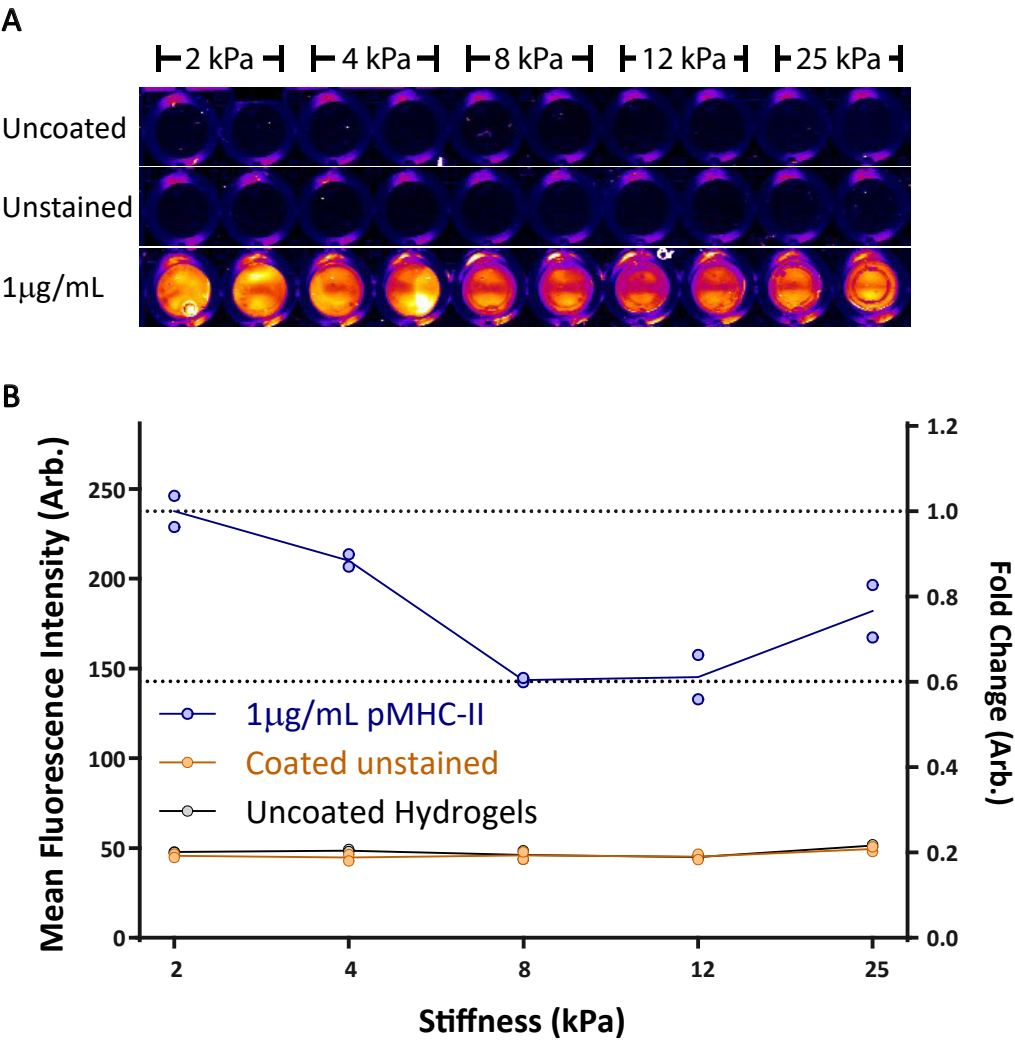 A
2 kPa 4 kPa 8 kPa 12 kPa 25 kPa
Uncoated
Unstained
1µg/mL
B
Mean Fluorescence Intensity (Arb.)
250
200
150
100
50
0
1.2
1.0
0.8
0.6
0.4
0.2
0.0
Fold Change (Arb.)
1µg/mL pMHC-II
Coated unstained
Uncoated Hydrogels
2 4 8 12 25
Stiffness (kPa)